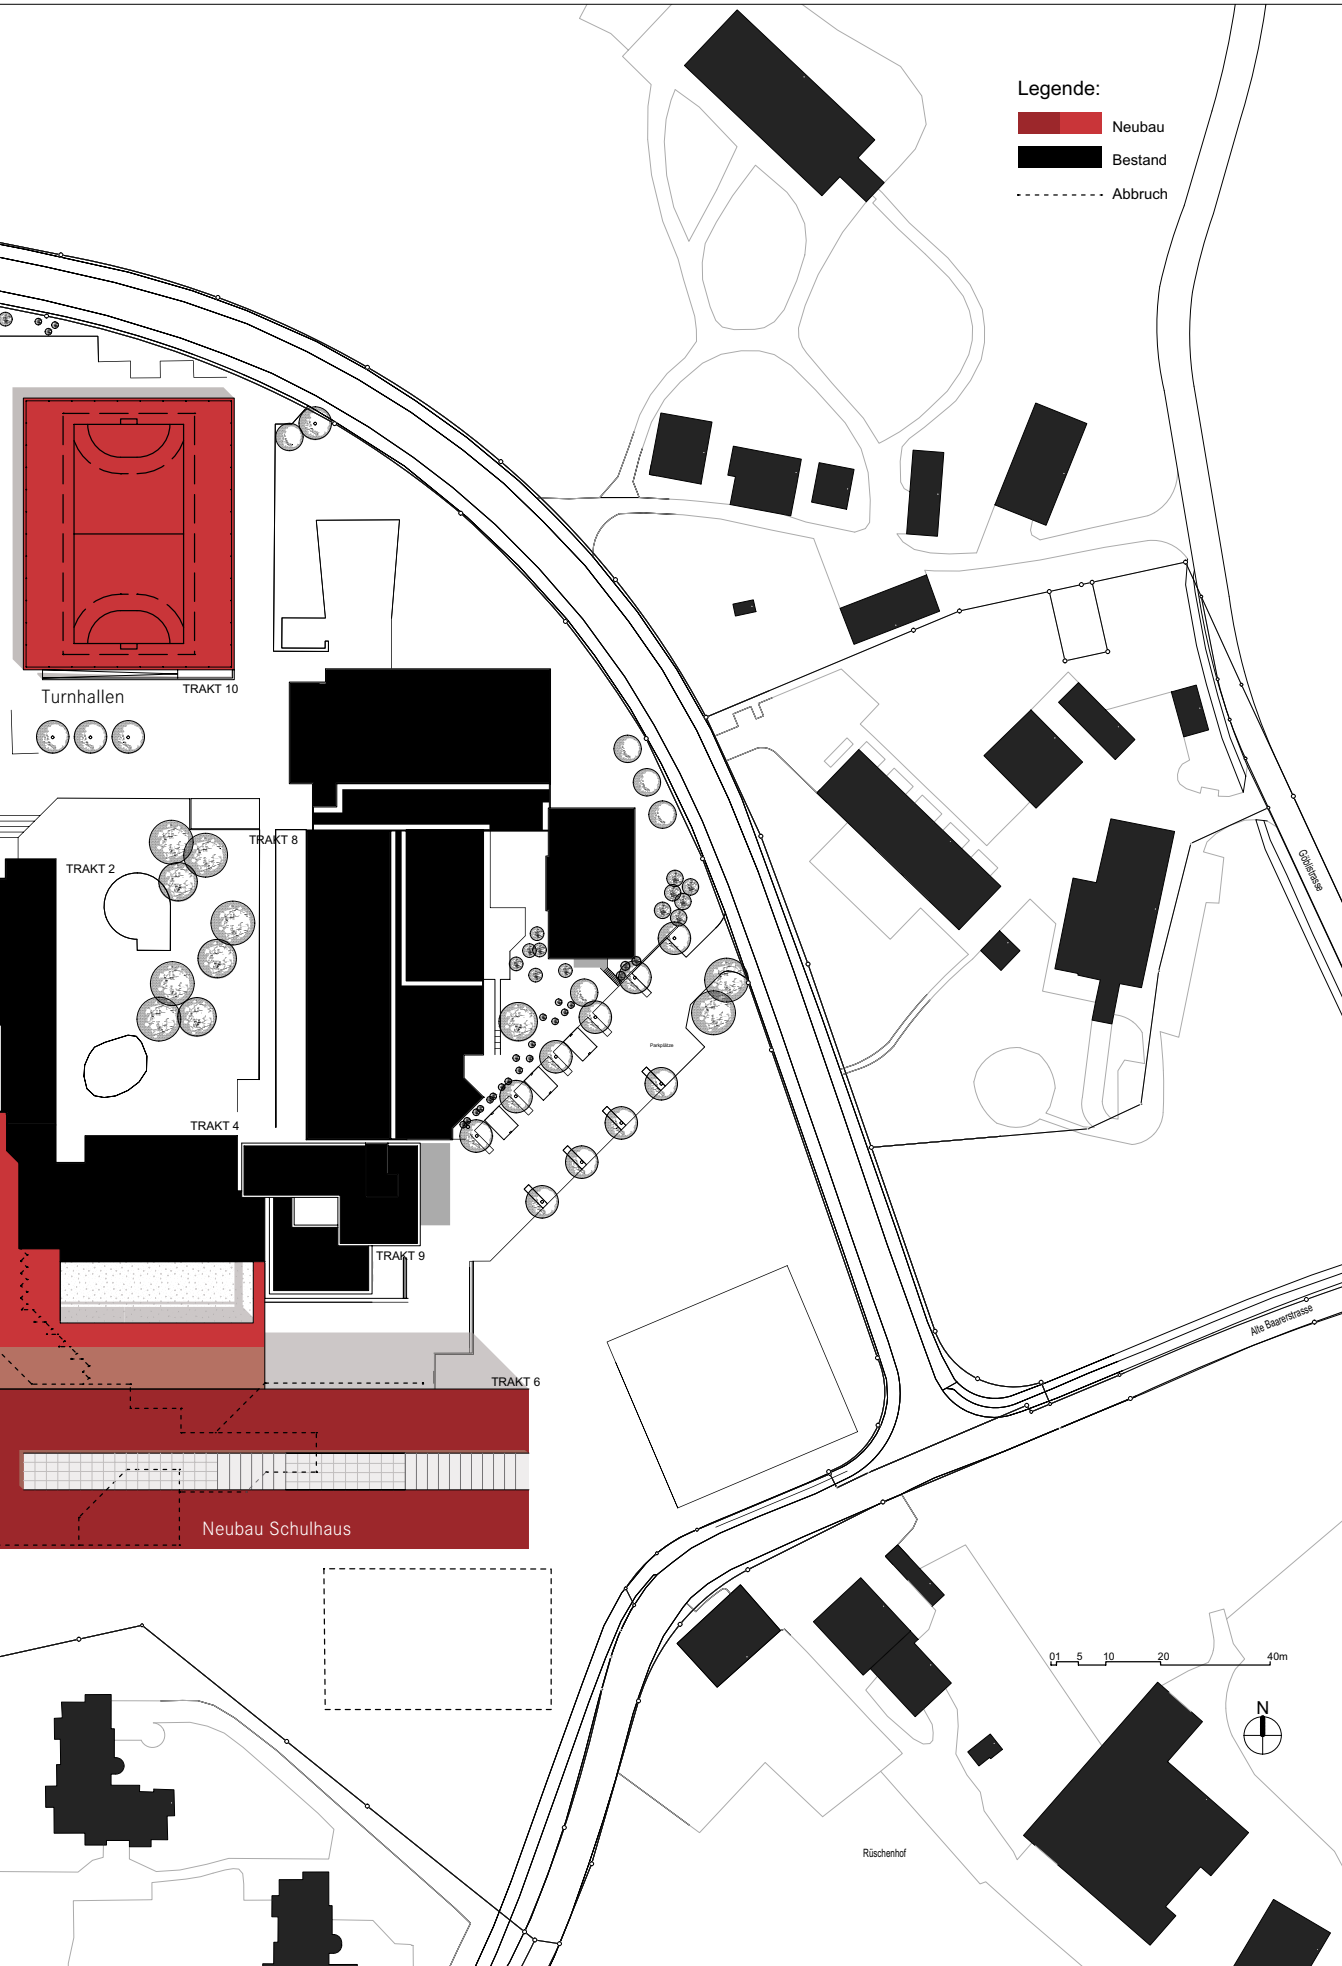 Legende:
Neubau
Bestand
Abbruch
TRAKT 10
Turnhallen
TRAKT 8
TRAKT 2
Göblistrasse
Parkplätze
TRAKT 4
TRAKT 9
Alte Baarerstrasse
TRAKT 6
Neubau Schulhaus
01 5 10 20 40m
N
Rüschenhof